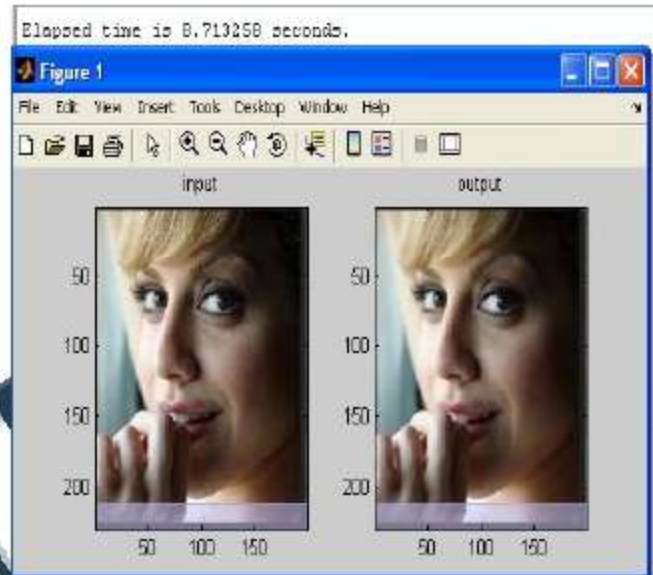 Elapsed time is 8.713258 seconds.
Figure 1
File Edit View Insert Tools Desktop Window Help
input output
50 50
100 100
150 150
200 200
50 100 150 50 100 150